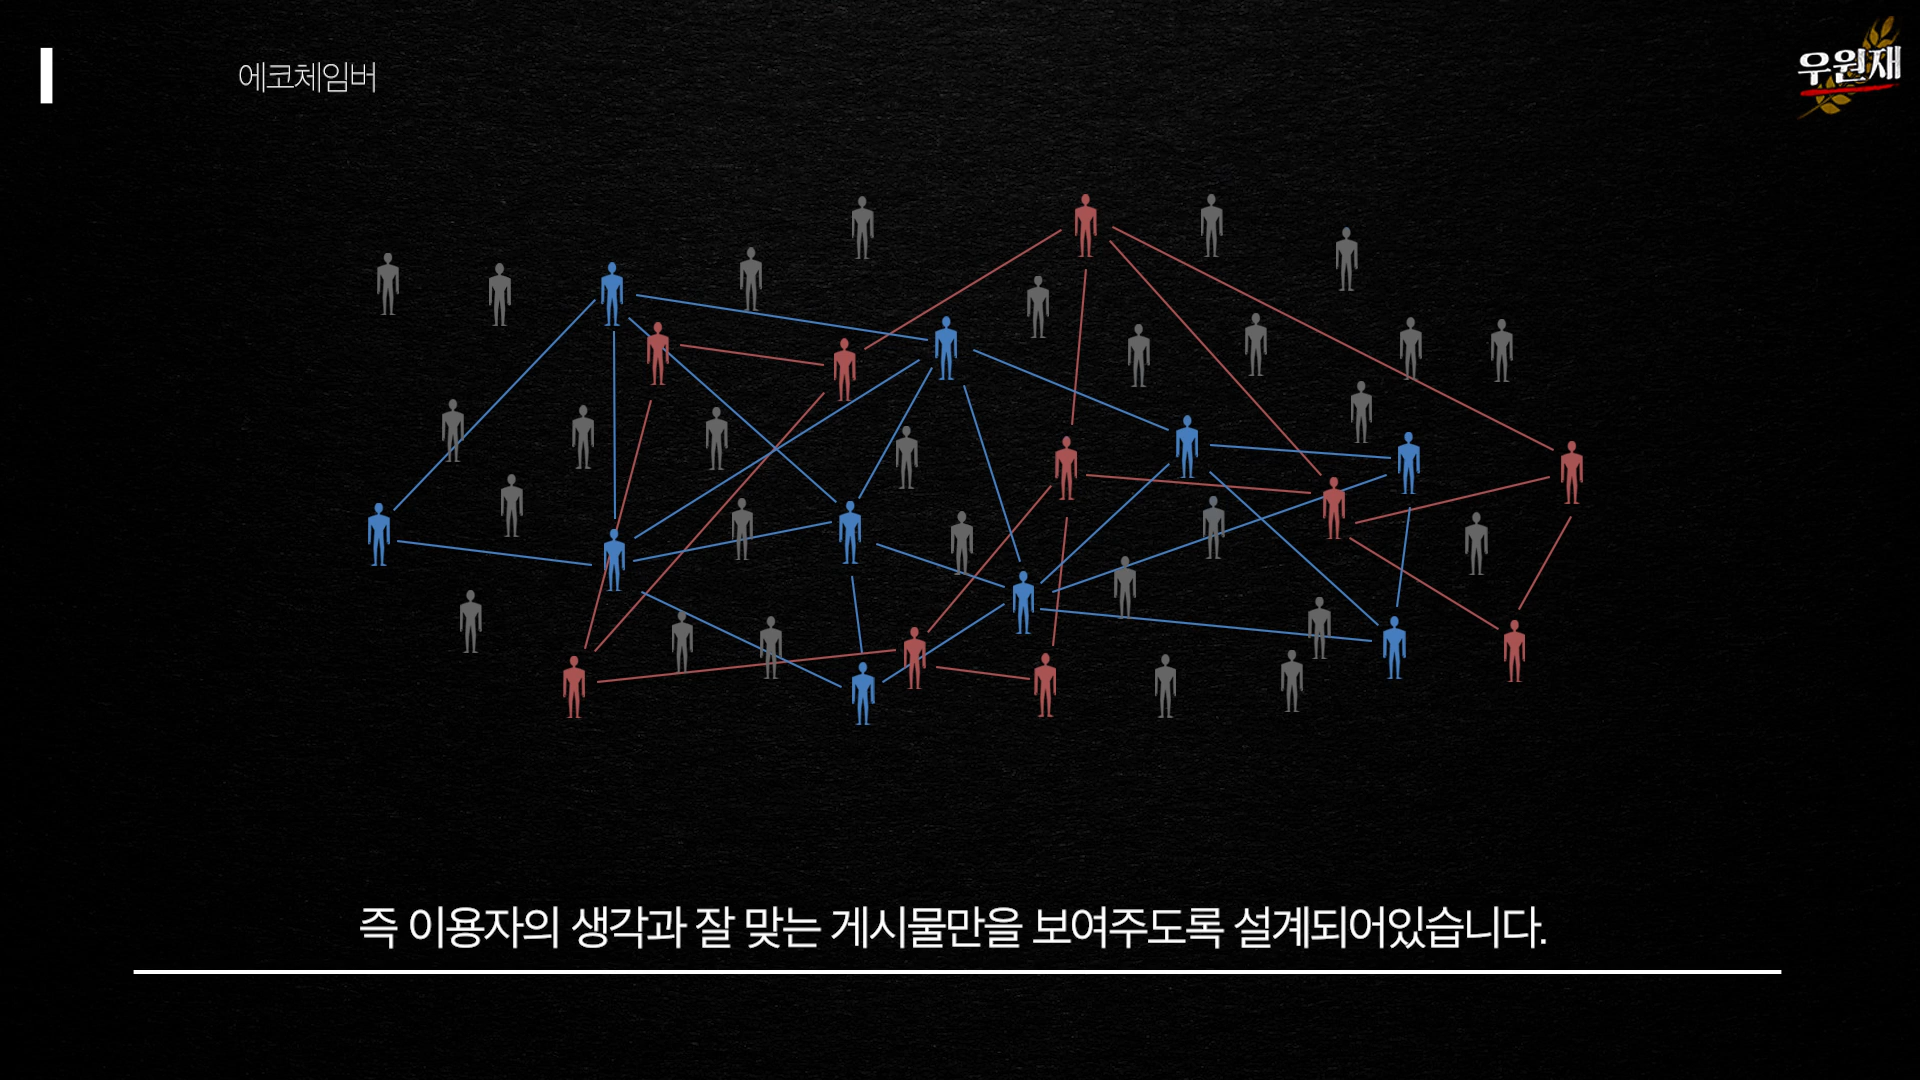 에코체임버
우원재
즉 이용자의 생각과 잘 맞는 게시물만을 보여주도록 설계되어있습니다.